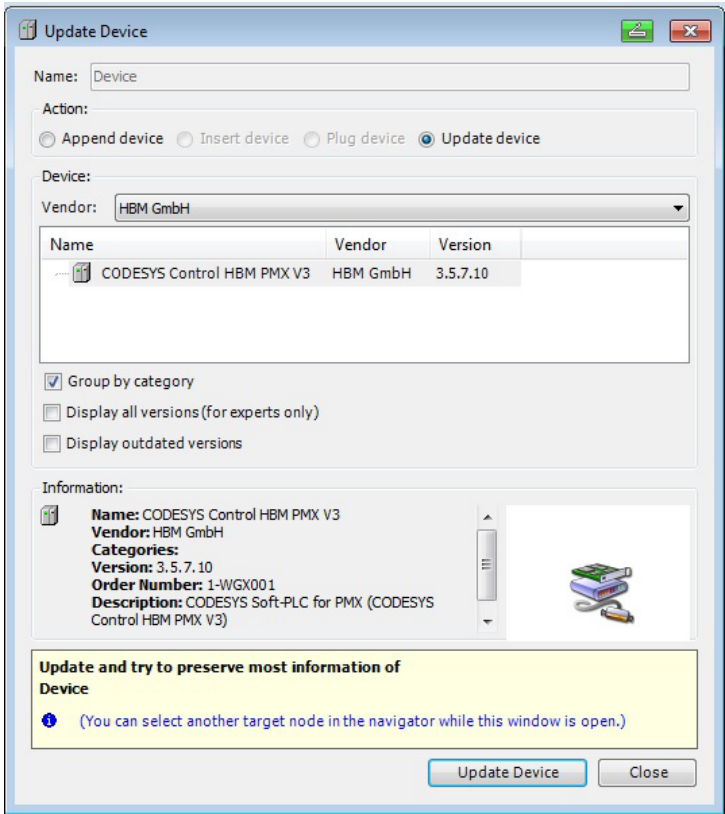 Update Device
Name: Device
Action:
Append device Insert device Plug device Update device
Device:
Vendor: HBM GmbH
Name Vendor Version
CODESYS Control HBM PMX V3 HBM GmbH 3.5.7.10
Group by category
Display all versions (for experts only)
Display outdated versions
Information:
Name: CODESYS Control HBM PMX V3
Vendor: HBM GmbH
Categories:
Version: 3.5.7.10
Order Number: 1-WGX001
Description: CODESYS Soft-PLC for PMX (CODESYS
Control HBM PMX V3)
Update and try to preserve most information of
Device
(You can select another target node in the navigator while this window is open.)
Update Device Close